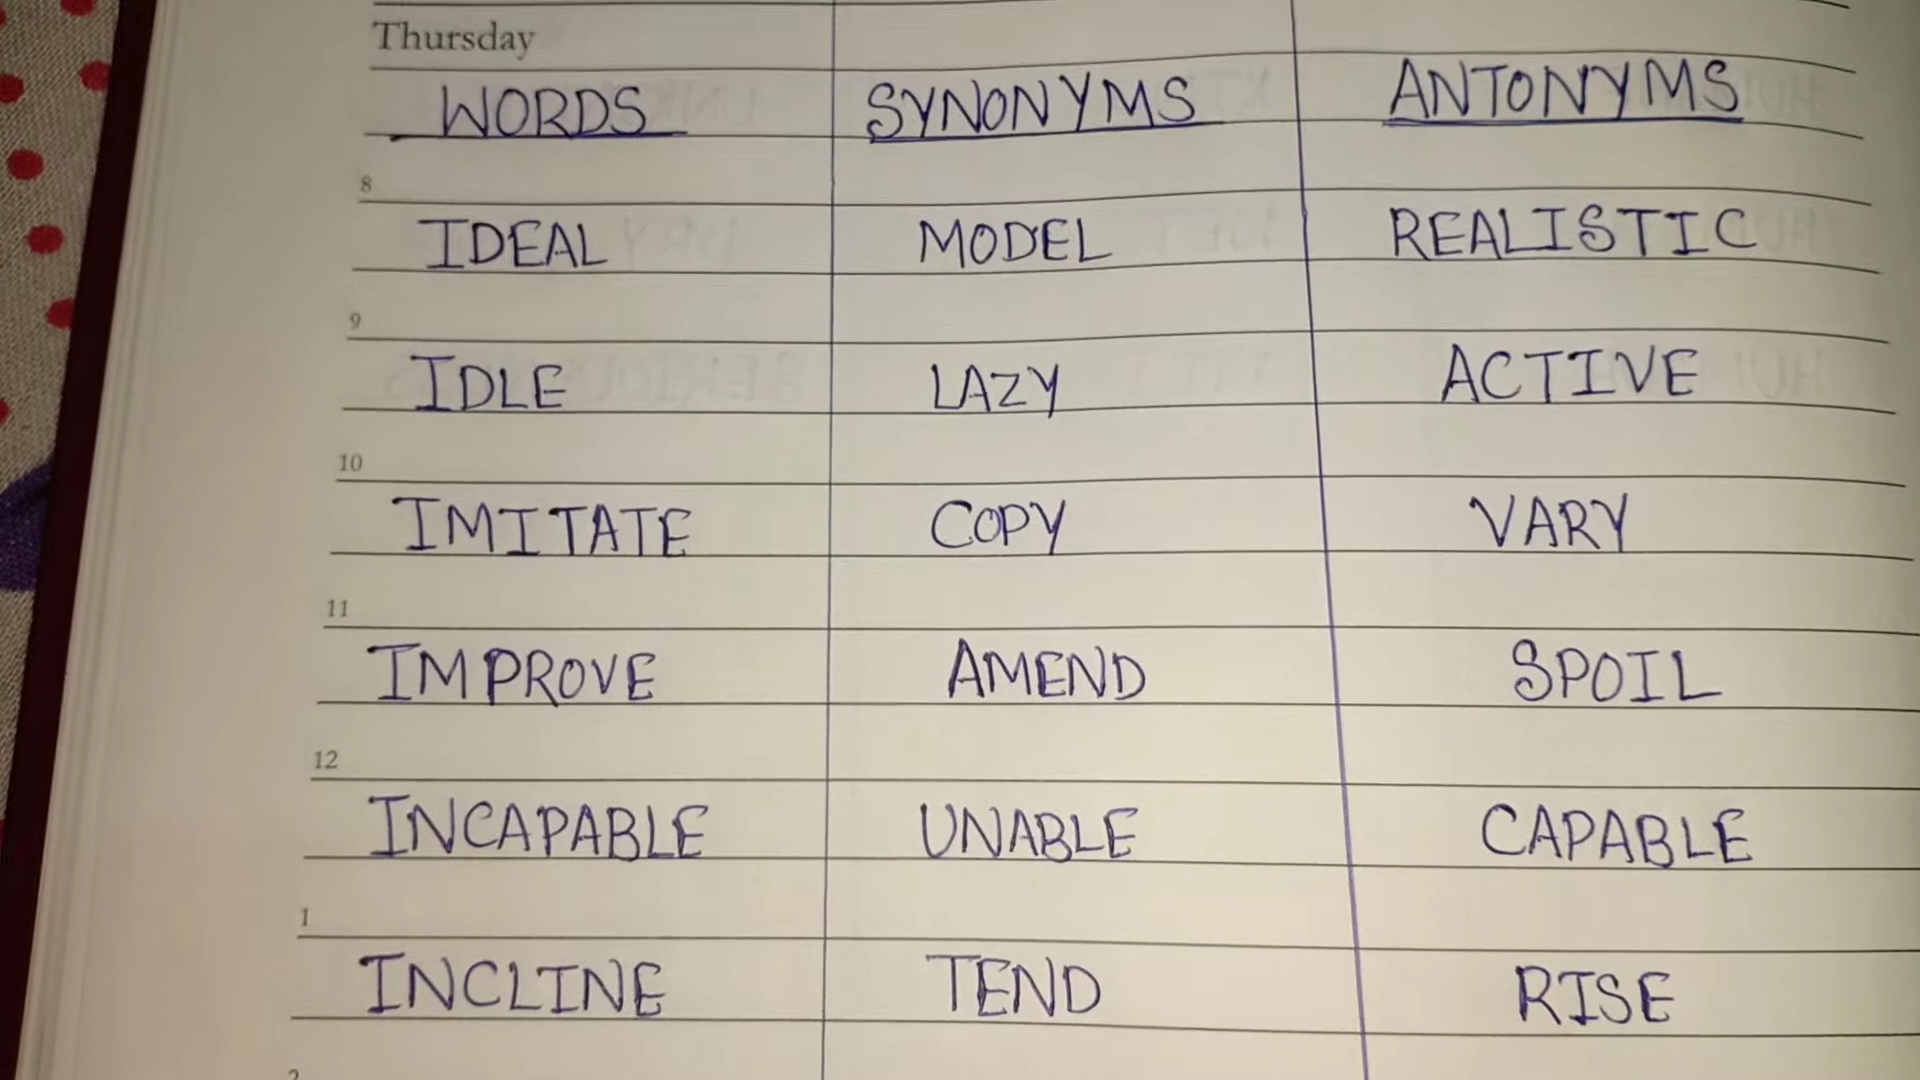 Thursday
WORDS SYNONYMS ANTONYMS
8
IDEAL MODEL REALISTIC
9
IDLE LAZY ACTIVE
10
IMITATE COPY VARY
11
IMPROVE AMEND SPOIL
12
INCAPABLE UNABLE CAPABLE
1
INCLINE TEND RISE
2